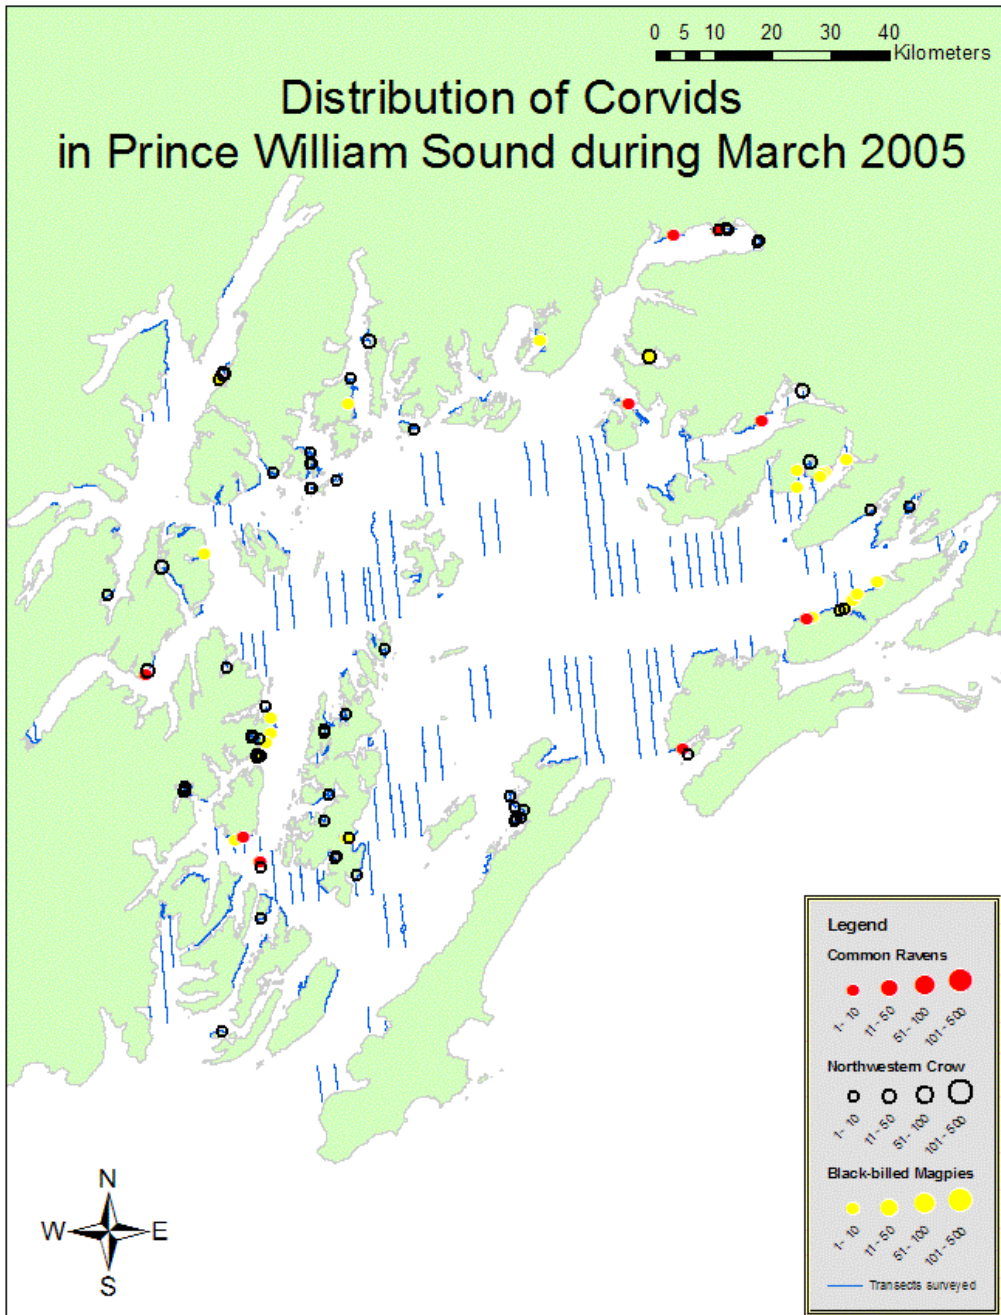 0 5 10 20 30 40
Kilometers
Distribution of Corvids
in Prince William Sound during March 2005
Legend
Common Ravens
1 - 10 11 - 50 51 - 100 101 - 500
Northwestern Crow
1 - 10 11 - 50 51 - 100 101 - 500
Black-billed Magpies
1 - 10 11 - 50 51 - 100 101 - 500
Transects surveyed
N
W E
S